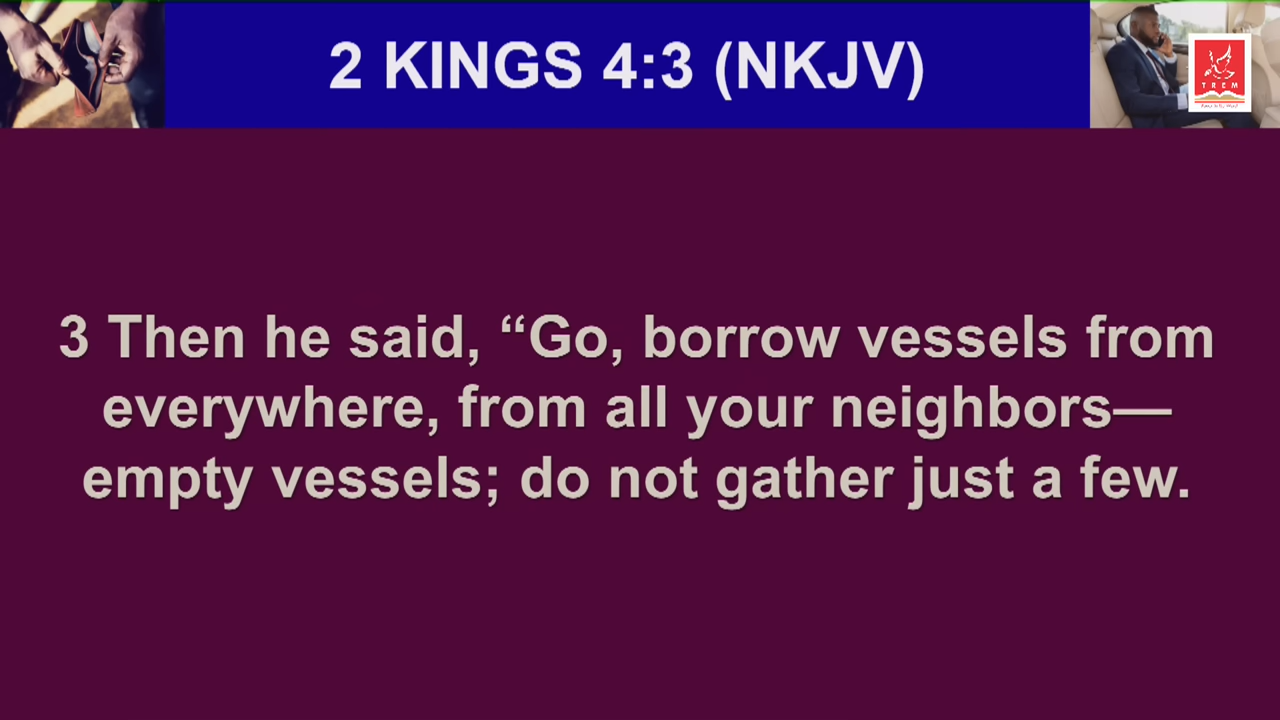 2 KINGS 4:3 (NKJV)
TREM
3 Then he said, “Go, borrow vessels from
everywhere, from all your neighbors—
empty vessels; do not gather just a few.